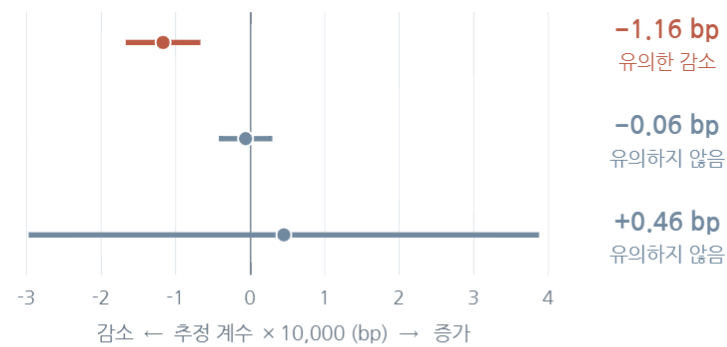 −1.16 bp
유의한 감소
−0.06 bp
유의하지 않음
+0.46 bp
유의하지 않음
-3 -2 -1 0 1 2 3 4
감소 ← 추정 계수 × 10,000 (bp) → 증가